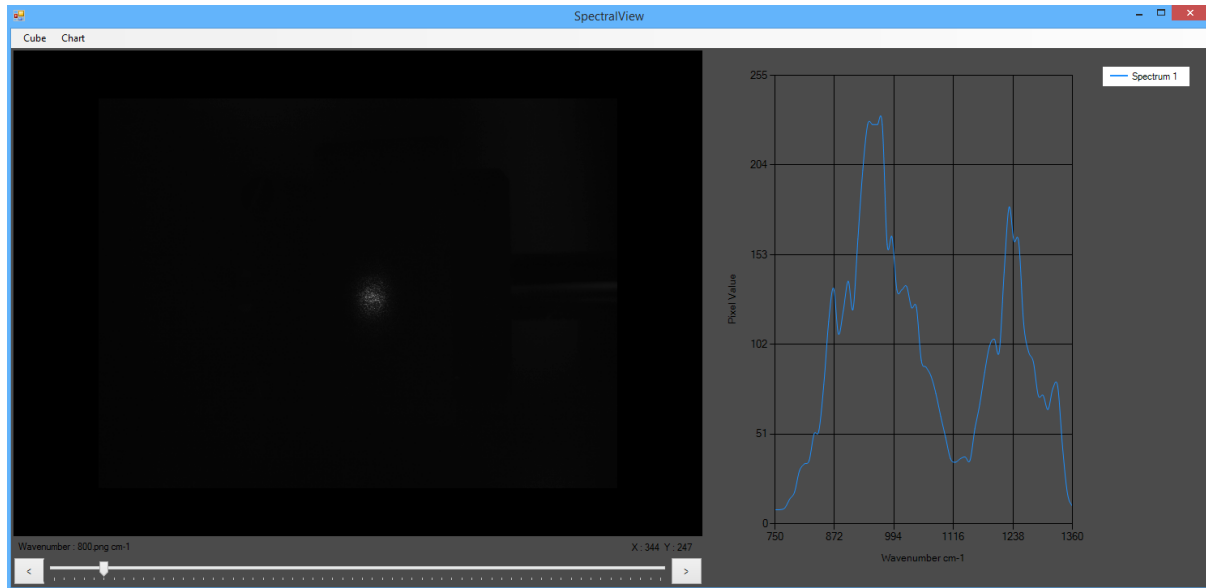 SpectralView
Cube Chart
Spectrum 1
255
204
153
102
51
0
Pixel Value
750 872 994 1116 1238 1360
Wavenumber cm-1
Wavenumber : 800.png cm-1
X : 344 Y : 247
< >